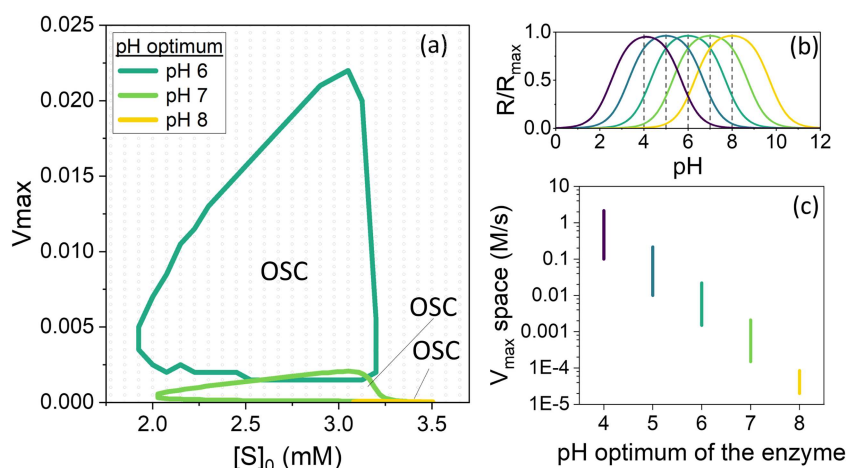 (a)
pH optimum
pH 6
pH 7
pH 8
OSC
OSC
OSC
0.025
0.020
0.015
0.010
0.005
0.000
Vmax
2.0 2.5 3.0 3.5
[S]₀ (mM)
(b)
1.0
0.5
0.0
R/Rmax
0 2 4 6 8 10 12
pH
(c)
10
1
0.1
0.01
0.001
1E-4
1E-5
Vmax space (M/s)
4 5 6 7 8
pH optimum of the enzyme